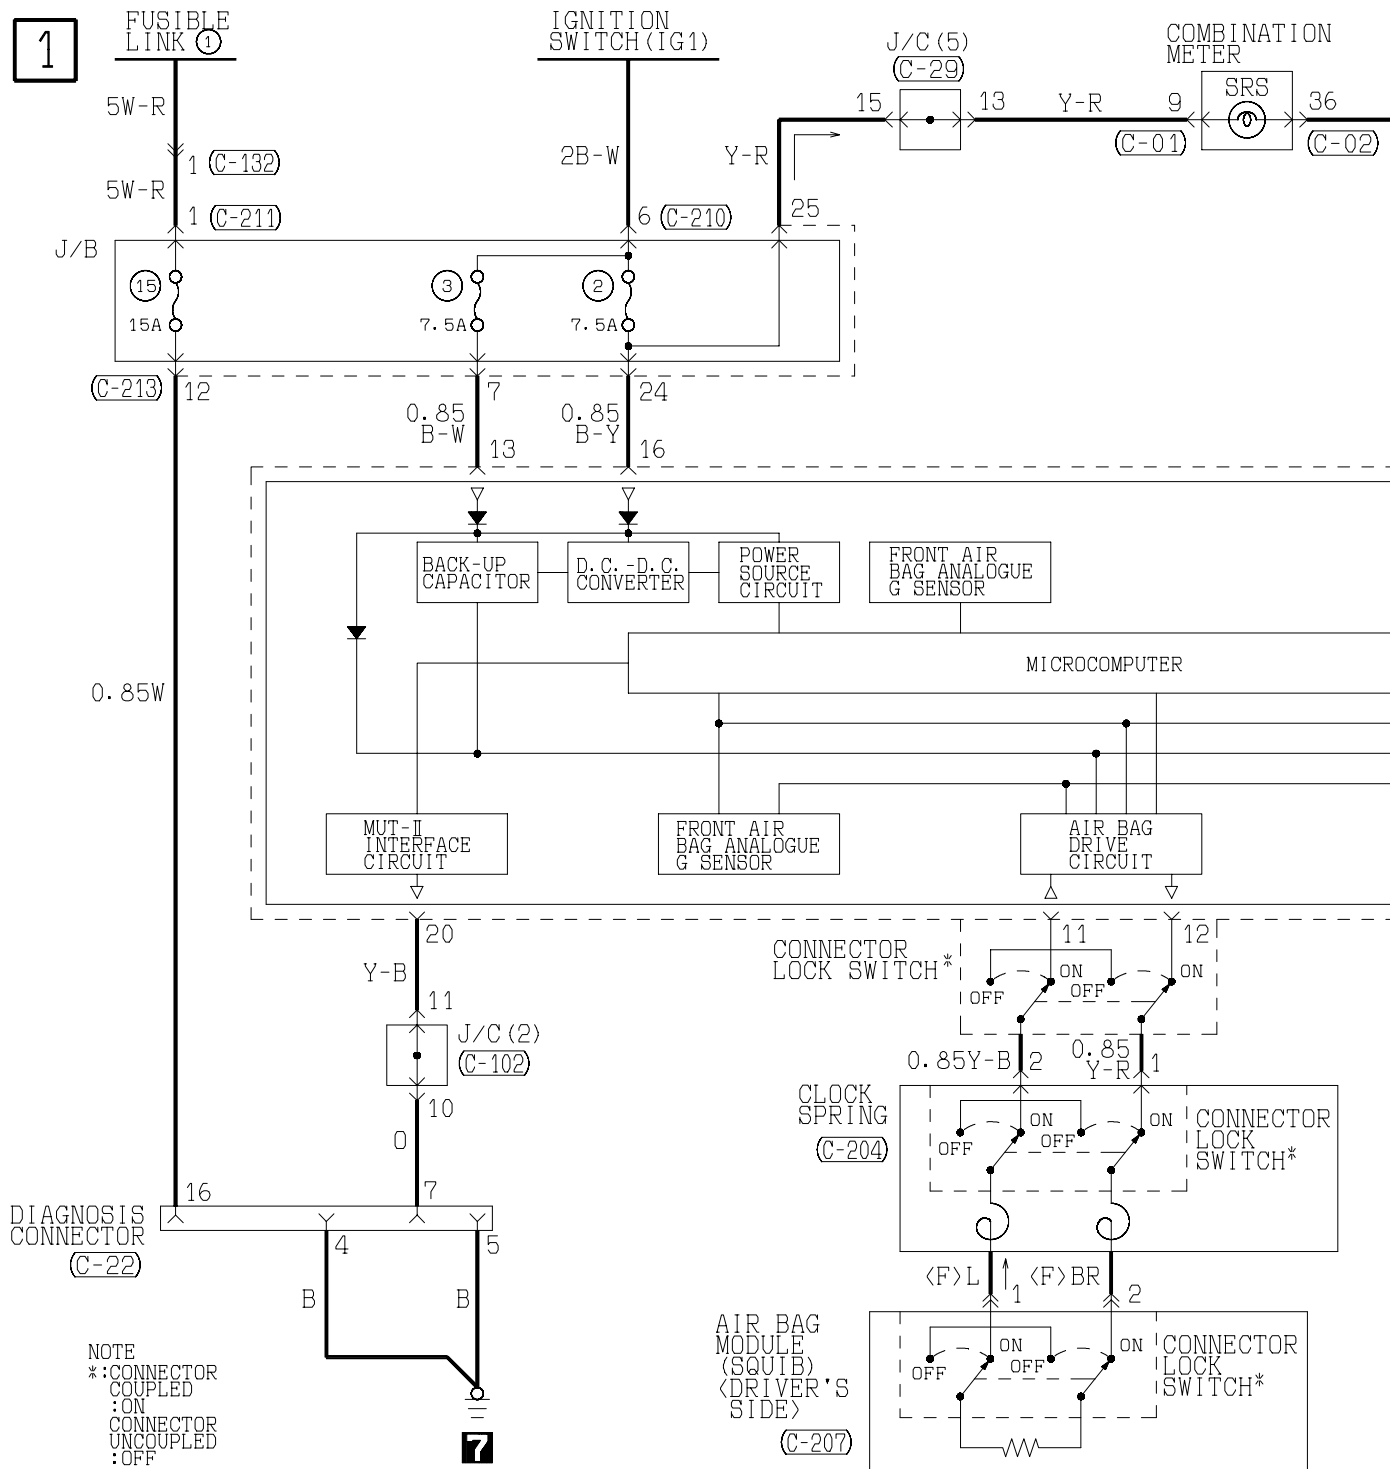 1
FUSIBLE
LINK ①
IGNITION
SWITCH(IG1)
J/C(5)
(C-29)
COMBINATION
METER
SRS
5W-R
15
13
Y-R
9
36
(C-01)
(C-02)
1 (C-132)
2B-W
Y-R
5W-R
1 (C-211)
6 (C-210)
25
J/B
15
3
2
15A
7.5A
7.5A
(C-213)
12
7
24
0.85
B-W
0.85
B-Y
13
16
BACK-UP
CAPACITOR
D.C.-D.C.
CONVERTER
POWER
SOURCE
CIRCUIT
FRONT AIR
BAG ANALOGUE
G SENSOR
MICROCOMPUTER
0.85W
MUT-Ⅱ
INTERFACE
CIRCUIT
FRONT AIR
BAG ANALOGUE
G SENSOR
AIR BAG
DRIVE
CIRCUIT
20
Y-B
11
J/C(2)
(C-102)
10
O
CONNECTOR
LOCK SWITCH*
11
12
ON
OFF
ON
OFF
0.85Y-B
2
0.85
Y-R
1
CLOCK
SPRING
(C-204)
ON
OFF
ON
OFF
CONNECTOR
LOCK
SWITCH*
16
7
DIAGNOSIS
CONNECTOR
(C-22)
4
5
B
B
<F>L
1
<F>BR
2
AIR BAG
MODULE
(SQUIB)
<DRIVER'S
SIDE>
(C-207)
ON
OFF
ON
OFF
CONNECTOR
LOCK
SWITCH*
NOTE
*:CONNECTOR
COUPLED
:ON
CONNECTOR
UNCOUPLED
:OFF
7